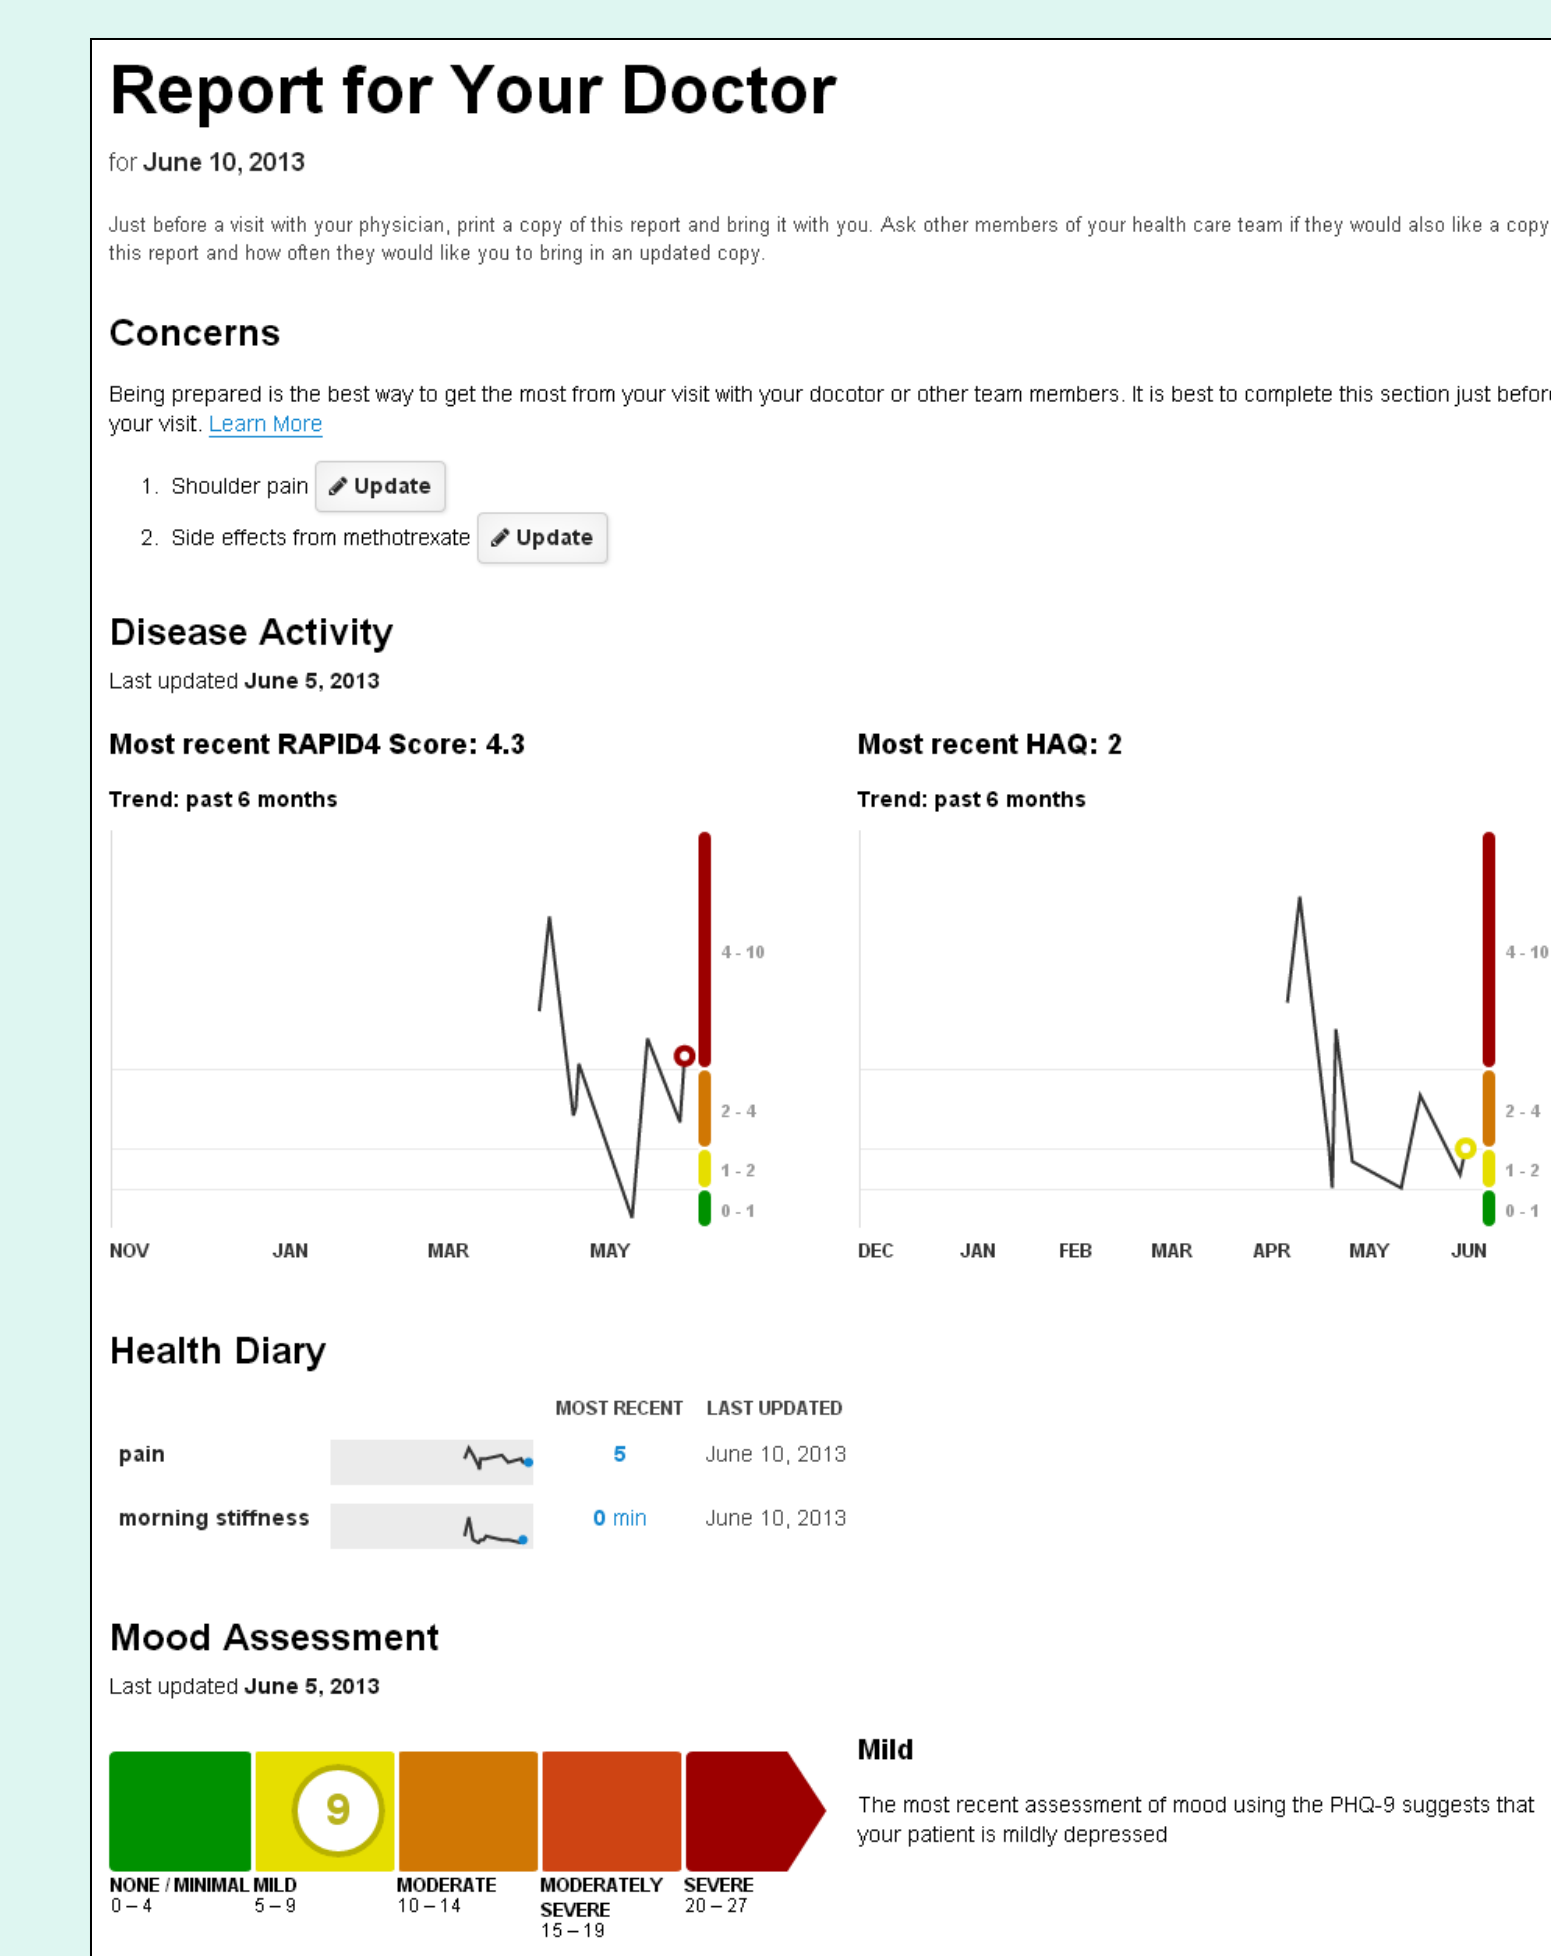 Report for Your Doctor
for June 10, 2013
Just before a visit with your physician, print a copy of this report and bring it with you. Ask other members of your health care team if they would also like a copy
this report and how often they would like you to bring in an updated copy.
Concerns
Being prepared is the best way to get the most from your visit with your docotor or other team members. It is best to complete this section just before
your visit. Learn More
1. Shoulder pain Update
2. Side effects from methotrexate Update
Disease Activity
Last updated June 5, 2013
Most recent RAPID4 Score: 4.3
Trend: past 6 months
4 - 10
2 - 4
1 - 2
0 - 1
NOV JAN MAR MAY
Most recent HAQ: 2
Trend: past 6 months
4 - 10
2 - 4
1 - 2
0 - 1
DEC JAN FEB MAR APR MAY JUN
Health Diary
MOST RECENT LAST UPDATED
pain 5 June 10, 2013
morning stiffness 0 min June 10, 2013
Mood Assessment
Last updated June 5, 2013
9
NONE / MINIMAL MILD MODERATE MODERATELY SEVERE
0 – 4 5 – 9 10 – 14 SEVERE 20 – 27
15 – 19
Mild
The most recent assessment of mood using the PHQ-9 suggests that
your patient is mildly depressed